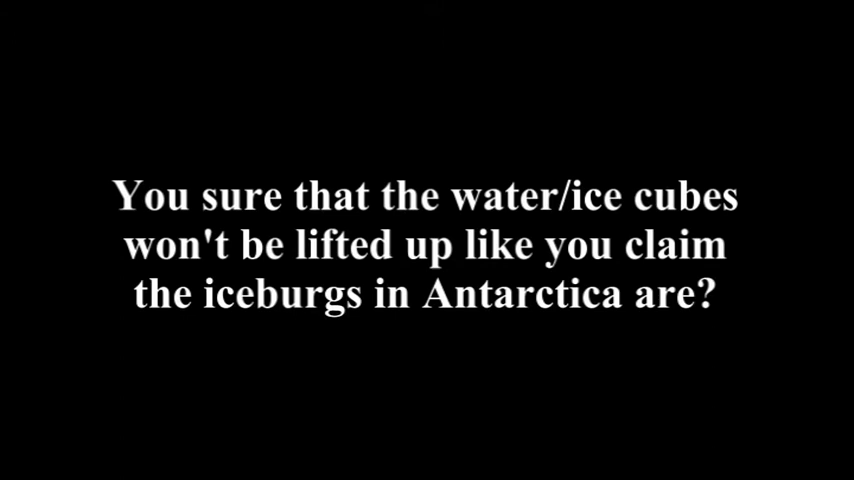 You sure that the water/ice cubes
won't be lifted up like you claim
the iceburgs in Antarctica are?